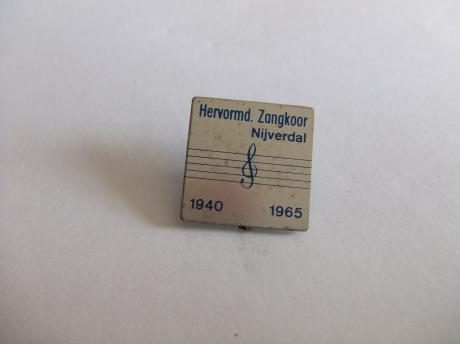 Hervormd. Zangkoor
Nijverdal
1940 1965